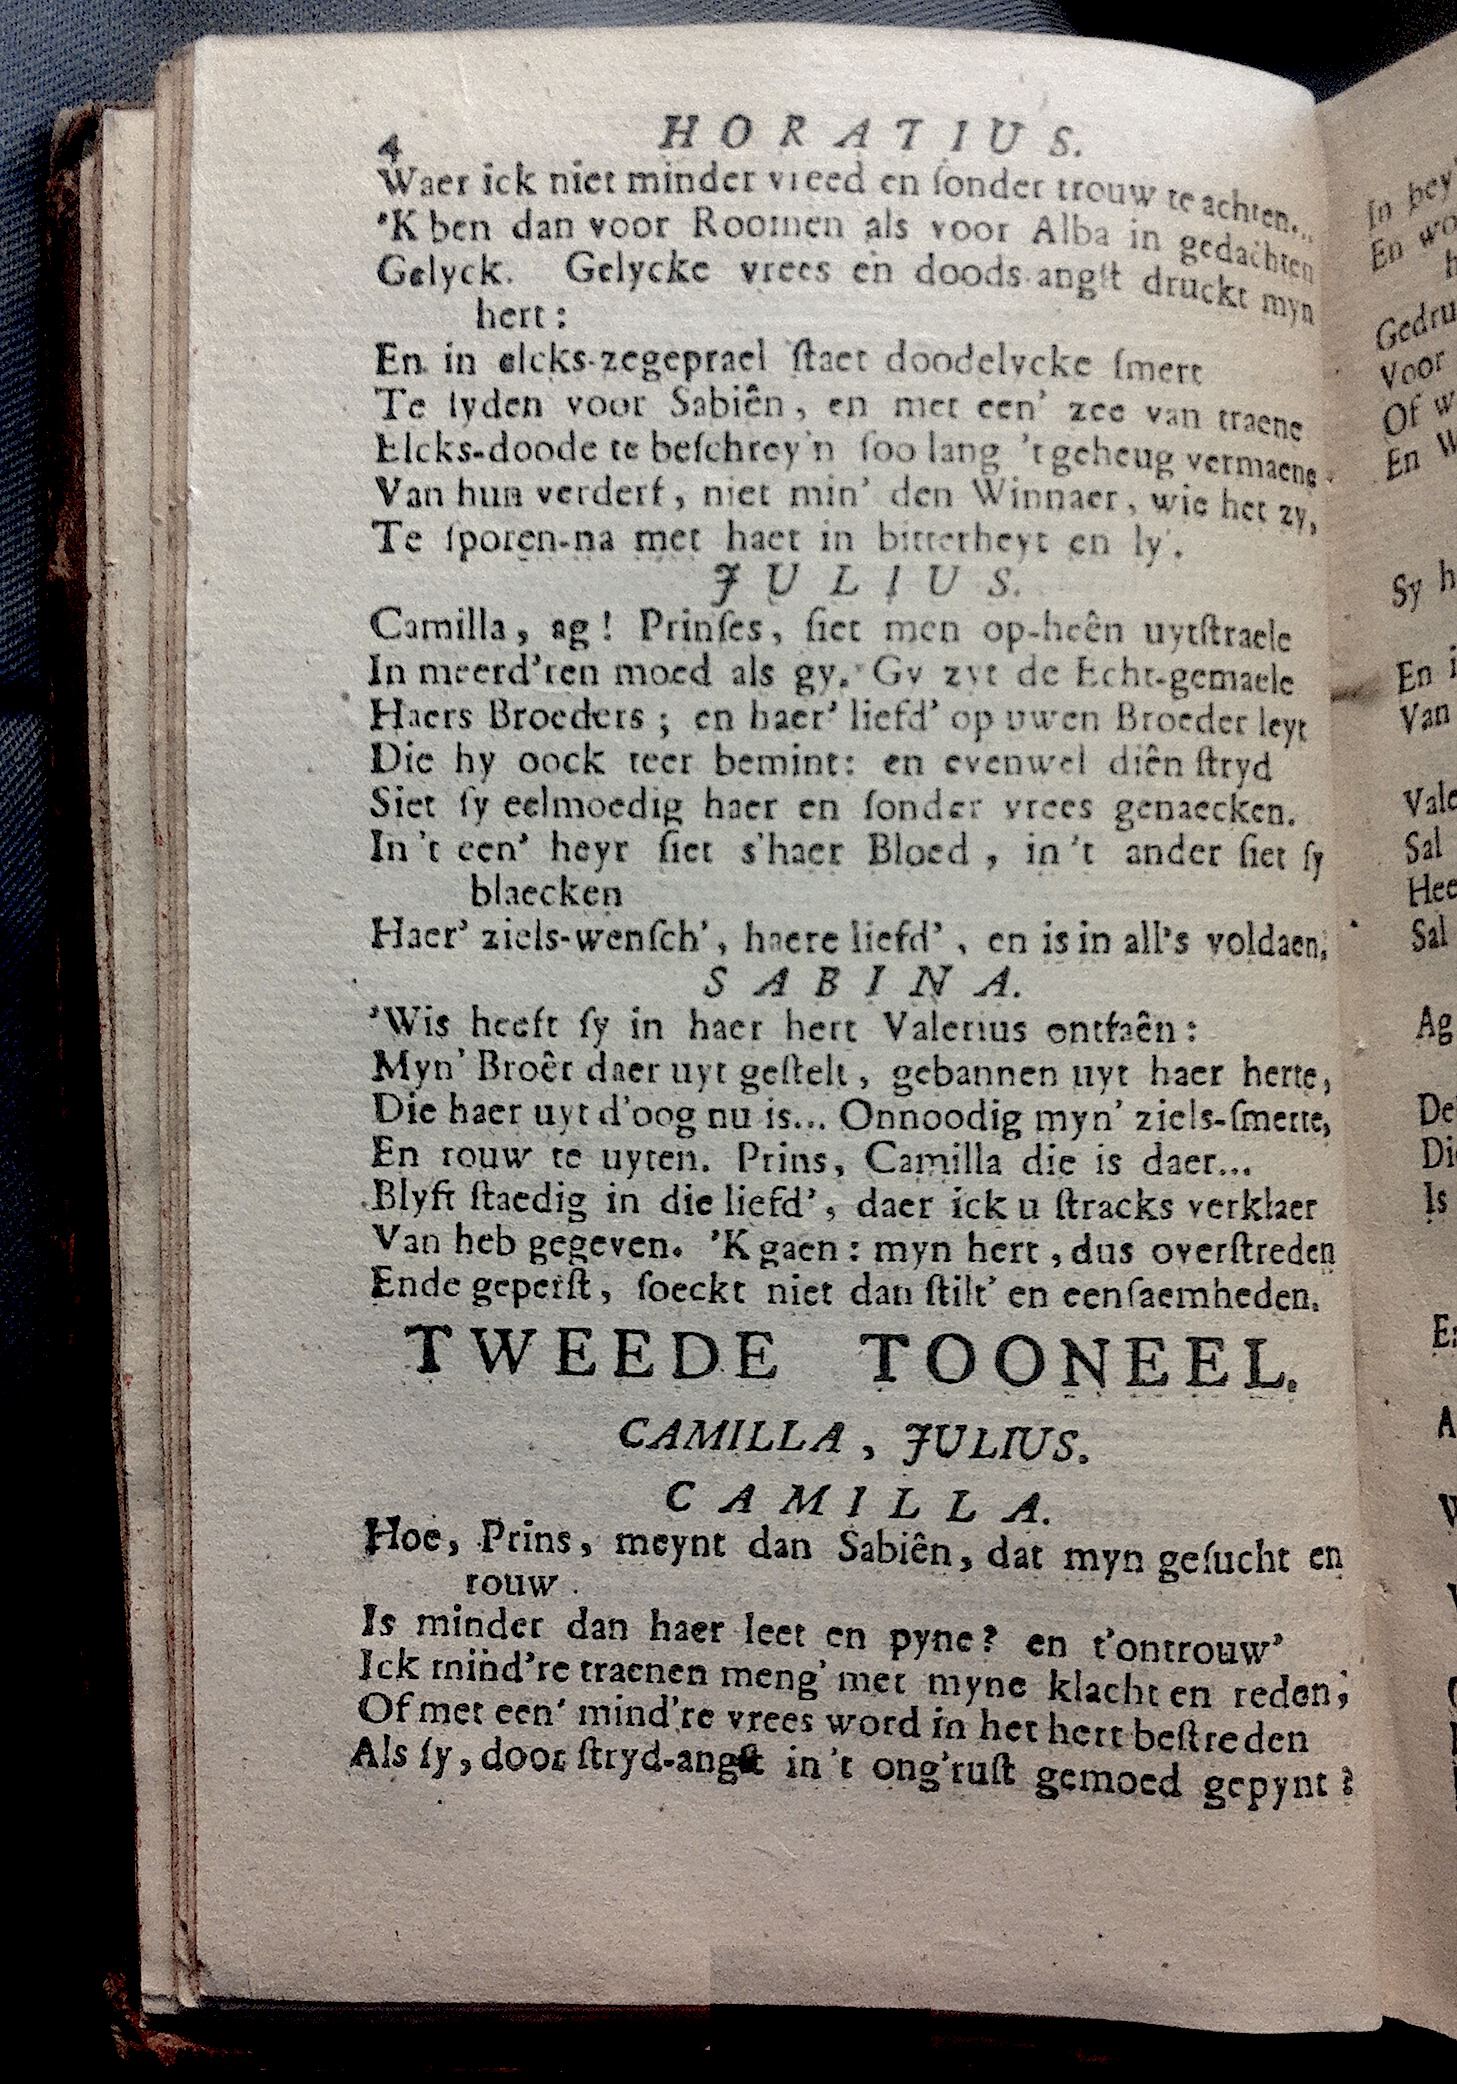 4 HORATIUS.
Waer ick niet minder vreed en ſonder trouw te achten...
'K ben dan voor Roomen als voor Alba in gedachten
Gelyck. Gelycke vrees en doods-angſt druckt myn
hert:
En in elcks-zegeprael ſtaet doodelycke ſmert
Te lyden voor Sabiên, en met een' zee van traene
Elcks-doode te beſchrey'n ſoo lang 't geheug vermaene
Van hun verderf, niet min' den Winnaer, wie het zy,
Te ſporen-na met haet in bitterheyt en ly'.
JULIUS.
Camilla, ag! Prinſes, ſiet men op-heên uytſtraele
In meerd'ren moed als gy. Gy zyt de Echt-gemaele
Haers Broeders; en haer' liefd' op uwen Broeder leyt
Die hy oock teer bemint: en evenwel diên ſtryd
Siet ſy eelmoedig haer en ſonder vrees genaecken.
In 't een' heyr ſiet s'haer Bloed, in 't ander ſiet ſy
blaecken
Haer' ziels-wenſch', haere liefd', en is in all's voldaen,
SABINA.
'Wis heeft ſy in haer hert Valerius ontfaên:
Myn' Broêr daer uyt geſtelt, gebannen uyt haer herte,
Die haer uyt d'oog nu is... Onnoodig myn' ziels-ſmerte,
En rouw te uyten. Prins, Camilla die is daer...
Blyft ſtaedig in die liefd', daer ick u ſtracks verklaer
Van heb gegeven. 'K gaen: myn hert, dus overſtreden
Ende geperſt, ſoeckt niet dan ſtilt' en eenſaemheden.
TWEEDE TOONEEL.
CAMILLA, JULIUS.
CAMILLA.
Hoe, Prins, meynt dan Sabiên, dat myn geſucht en
rouw
Is minder dan haer leet en pyne? en t'ontrouw'
Ick mind're traenen meng' met myne klacht en reden;
Of met een' mind're vrees word in het hert beſtreden
Als ſy, door ſtryd-angſt in 't ong'ruſt gemoed gepynt?